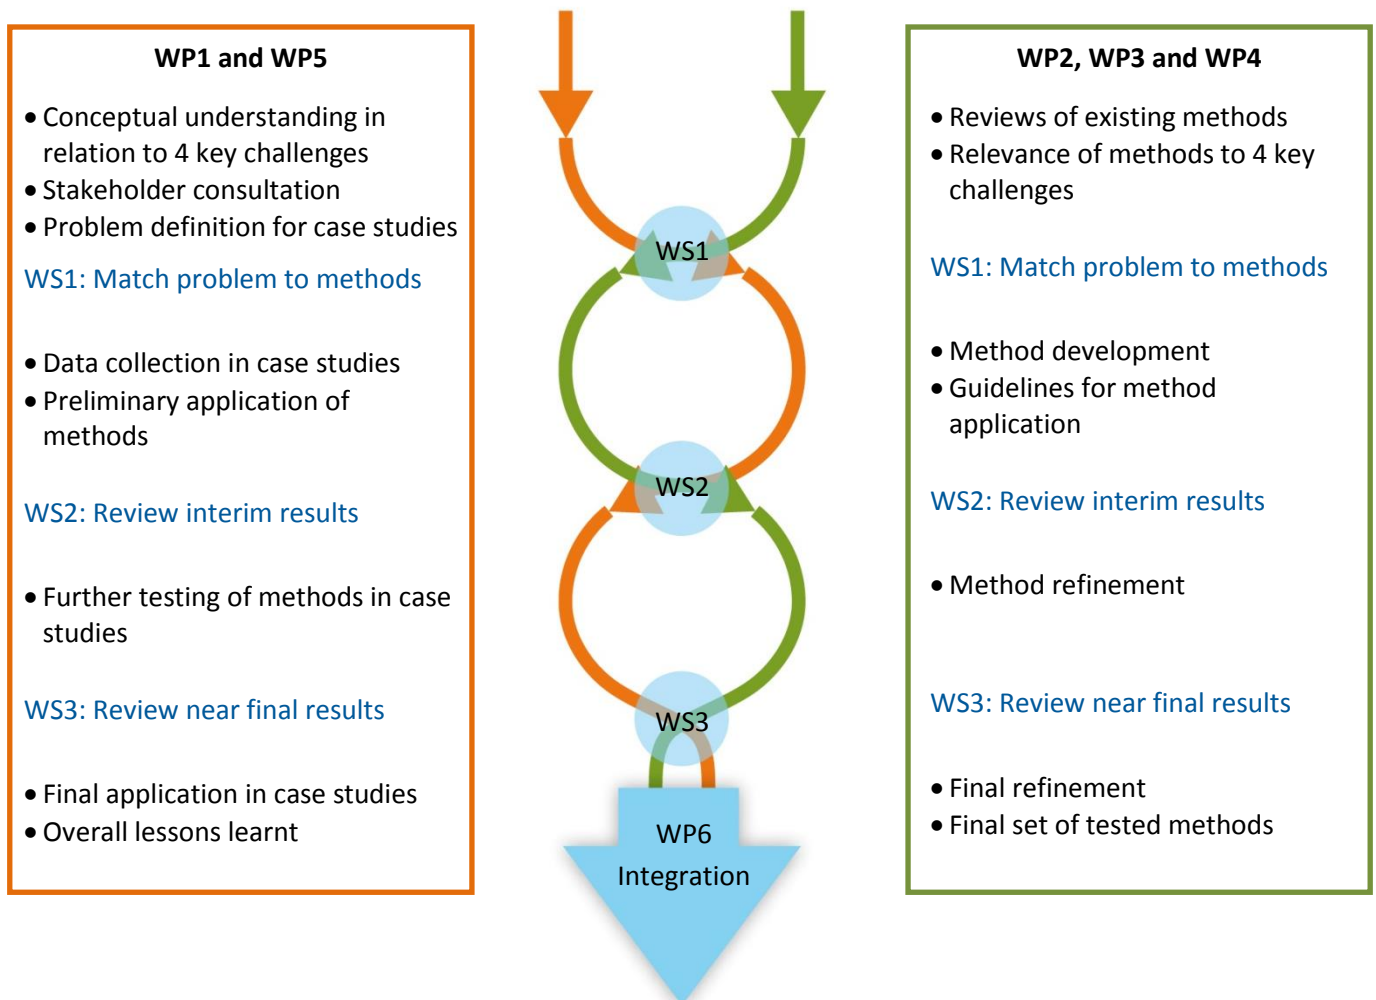 WP1 and WP5
• Conceptual understanding in
relation to 4 key challenges
• Stakeholder consultation
• Problem definition for case studies
WS1: Match problem to methods
• Data collection in case studies
• Preliminary application of
methods
WS2: Review interim results
• Further testing of methods in case
studies
WS3: Review near final results
• Final application in case studies
• Overall lessons learnt
WS1
WS2
WS3
WP6
Integration
WP2, WP3 and WP4
• Reviews of existing methods
• Relevance of methods to 4 key
challenges
WS1: Match problem to methods
• Method development
• Guidelines for method
application
WS2: Review interim results
• Method refinement
WS3: Review near final results
• Final refinement
• Final set of tested methods